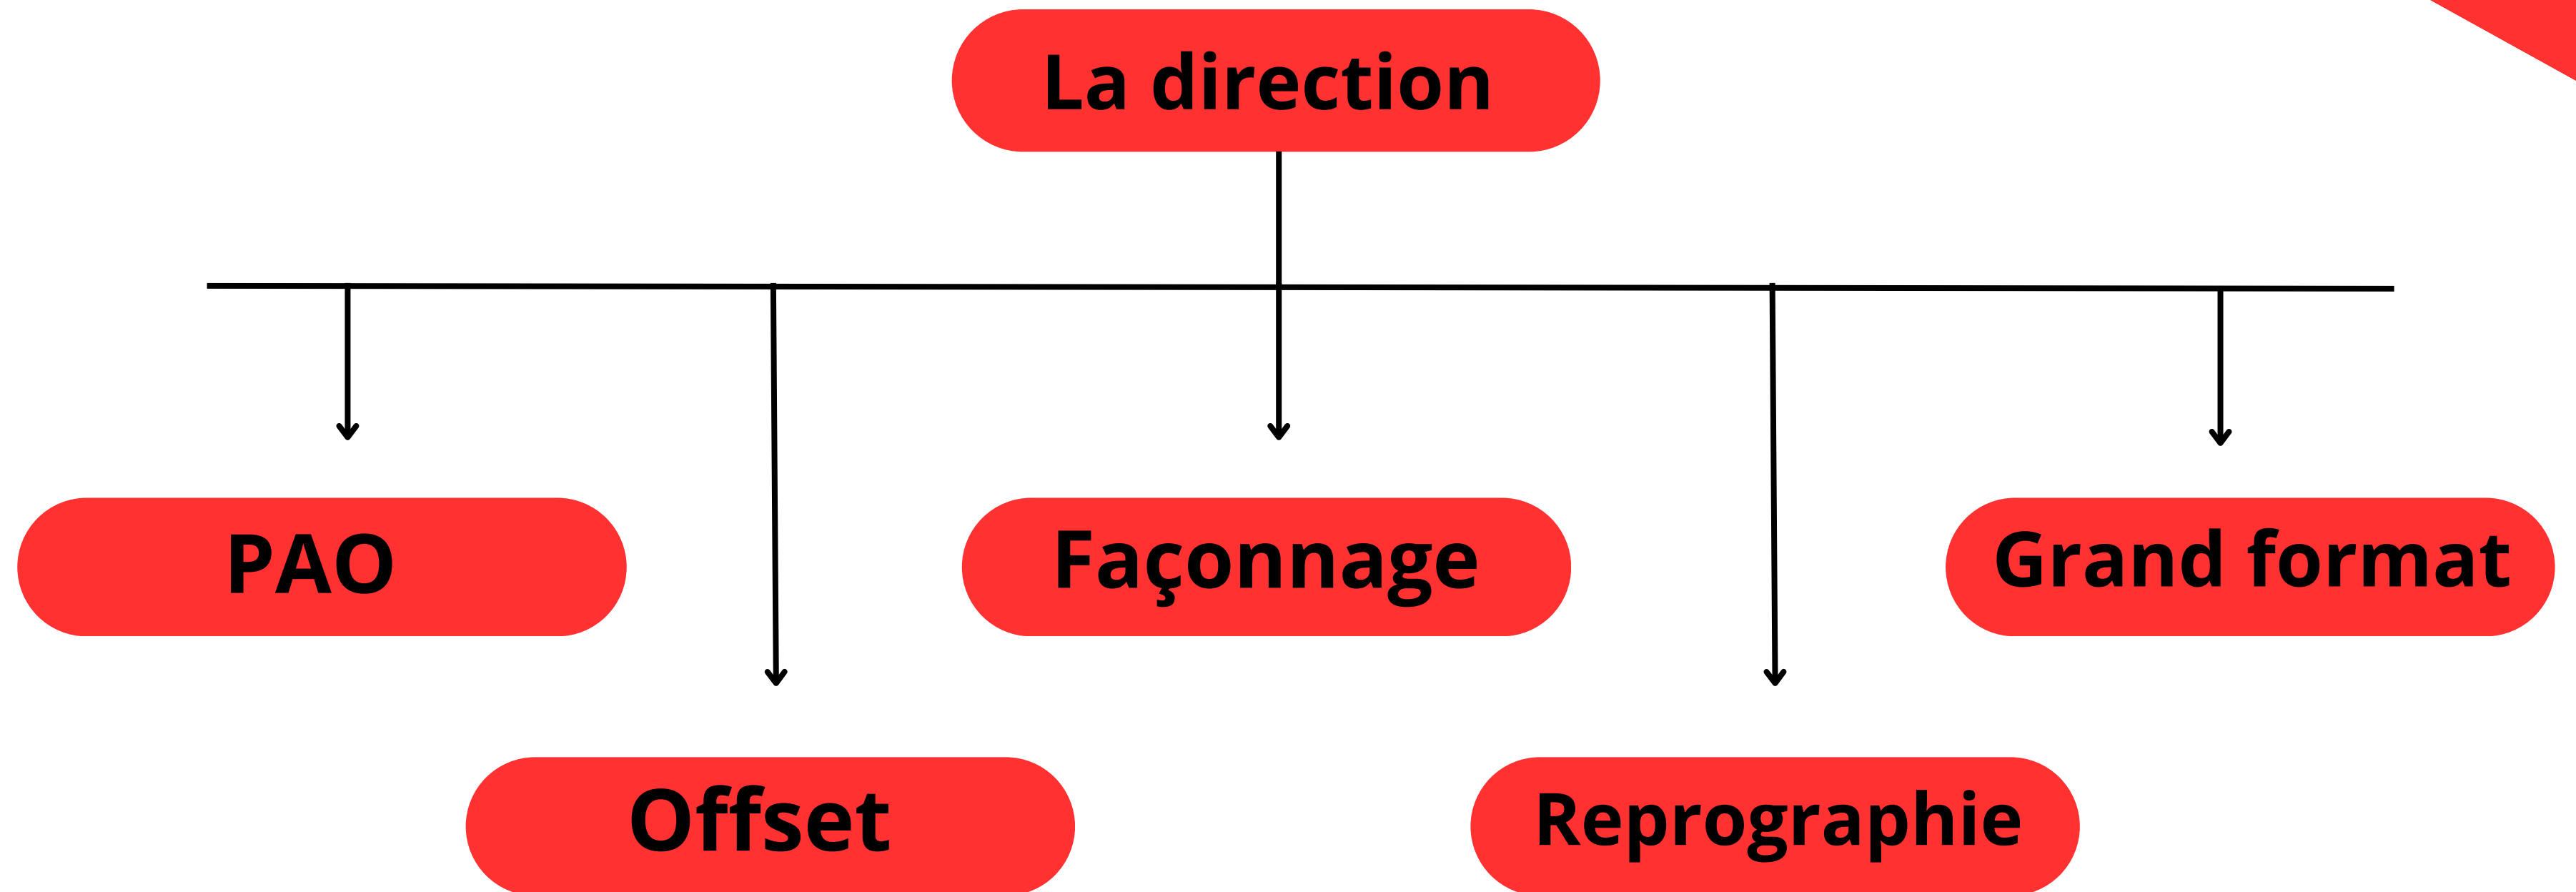 La direction
PAO
Façonnage
Grand format
Offset
Reprographie